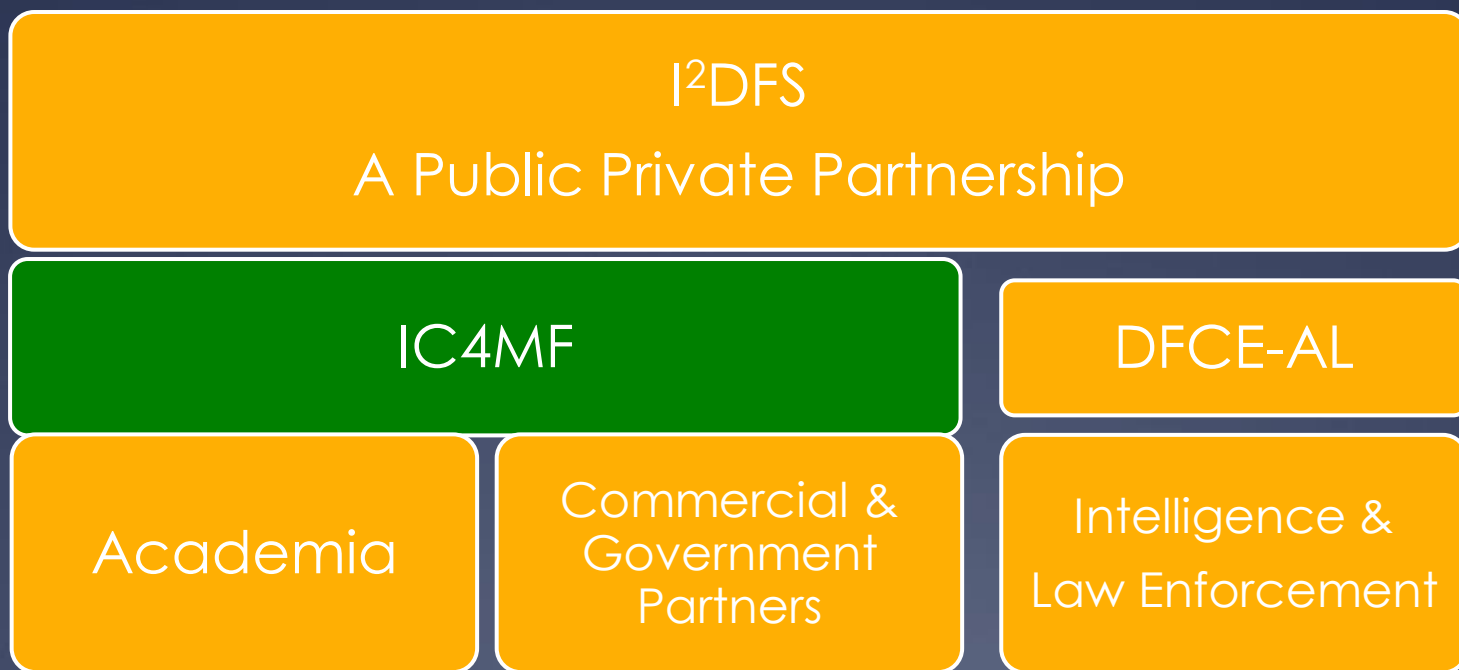 I²DFS
A Public Private Partnership
IC4MF
DFCE-AL
Academia
Commercial &
Government
Partners
Intelligence &
Law Enforcement